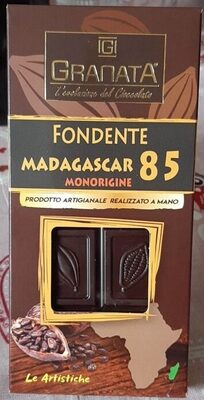 G
GRANATA
L'evoluzione del Cioccolato
FONDENTE
MADAGASCAR 85
MONORIGINE
PRODOTTO ARTIGIANALE REALIZZATO A MANO
Le Artistiche